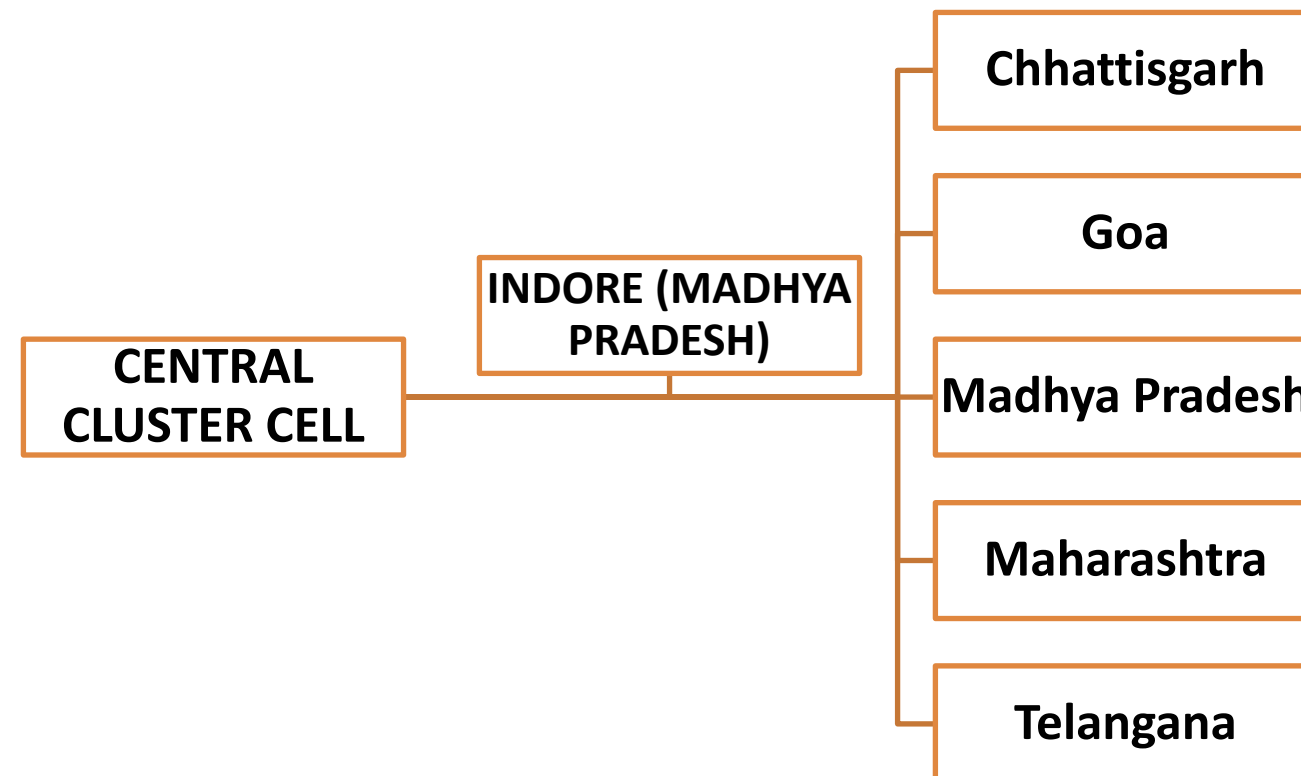 CENTRAL
CLUSTER CELL
INDORE (MADHYA
PRADESH)
Chhattisgarh
Goa
Madhya Pradesh
Maharashtra
Telangana